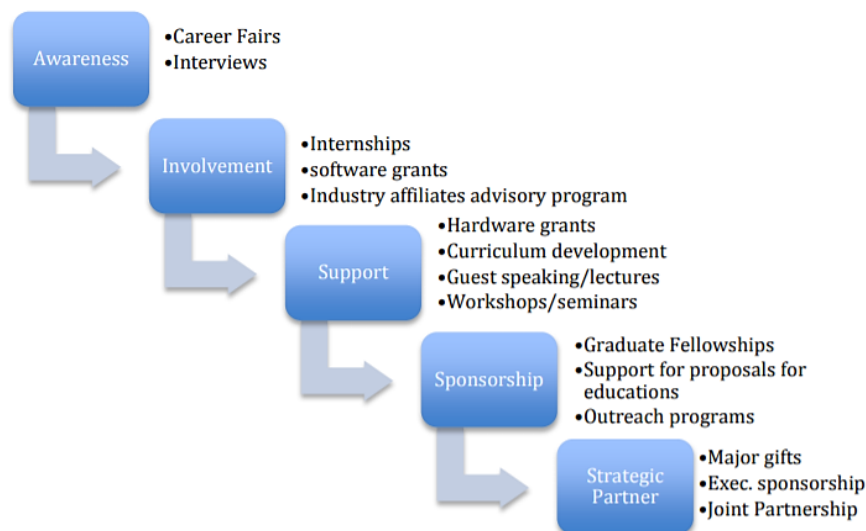 Awareness
•Career Fairs
•Interviews
Involvement
•Internships
•software grants
•Industry affiliates advisory program
Support
•Hardware grants
•Curriculum development
•Guest speaking/lectures
•Workshops/seminars
Sponsorship
•Graduate Fellowships
•Support for proposals for
educations
•Outreach programs
Strategic
Partner
•Major gifts
•Exec. sponsorship
•Joint Partnership